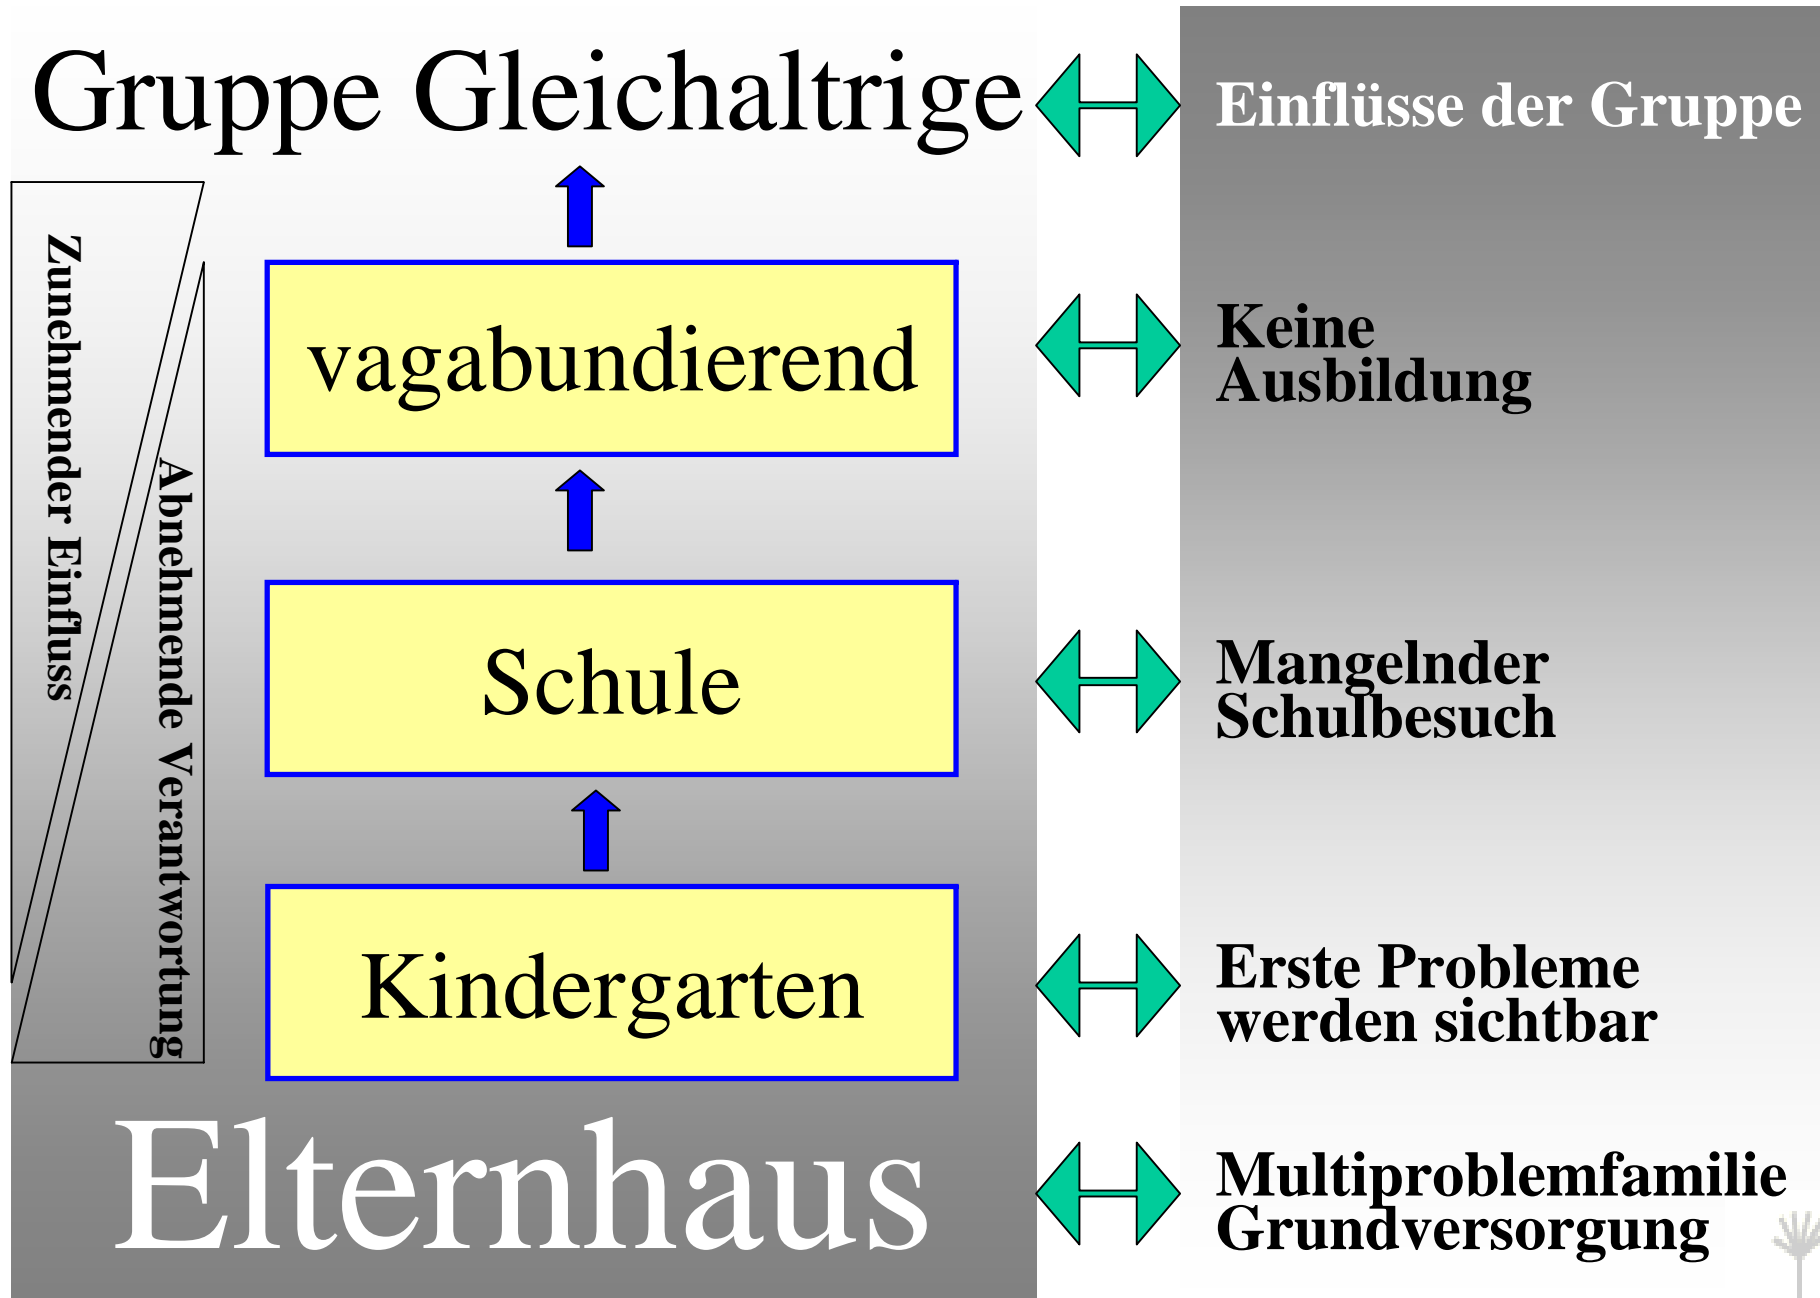 Gruppe Gleichaltrige
Einflüsse der Gruppe
Zunehmender Einfluss
Abnehmende Verantwortung
vagabundierend
Keine
Ausbildung
Schule
Mangelnder
Schulbesuch
Kindergarten
Erste Probleme
werden sichtbar
Elternhaus
Multiproblemfamilie
Grundversorgung